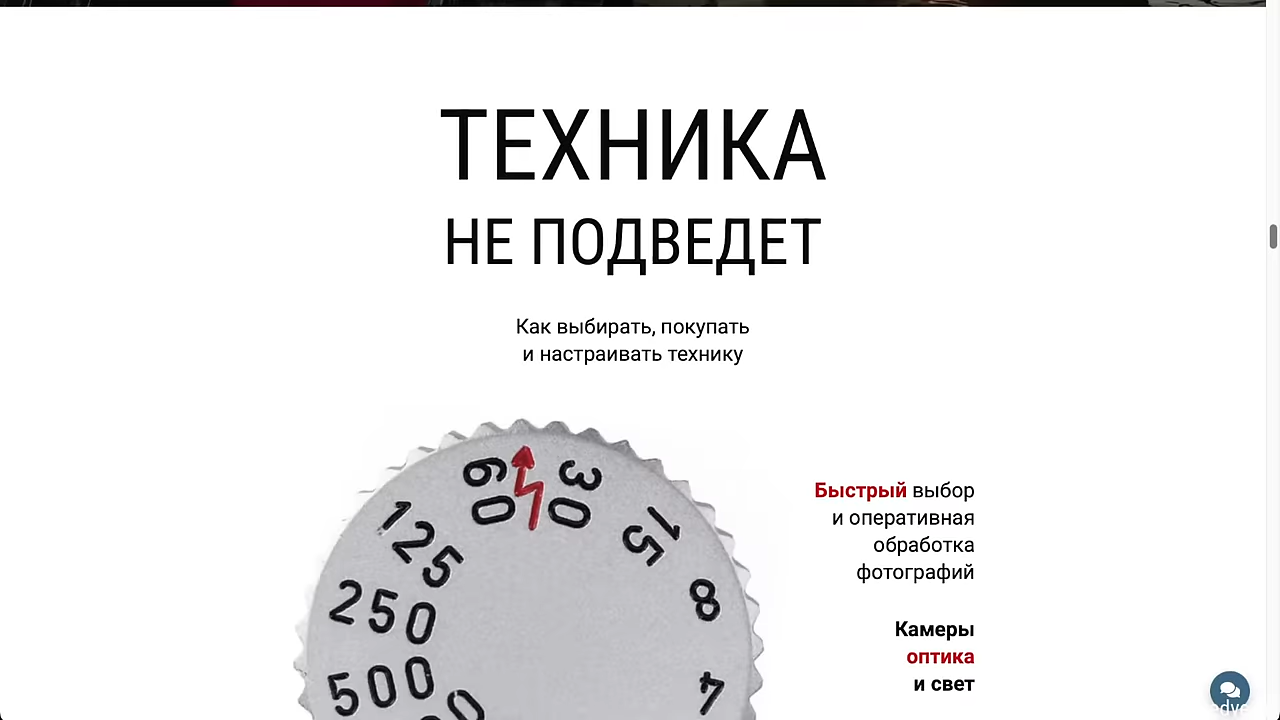 ТЕХНИКА
НЕ ПОДВЕДЕТ
Как выбирать, покупать
и настраивать технику
60
30
15
125
8
250
4
500
Быстрый выбор
и оперативная
обработка
фотографий
Камеры
оптика
и свет